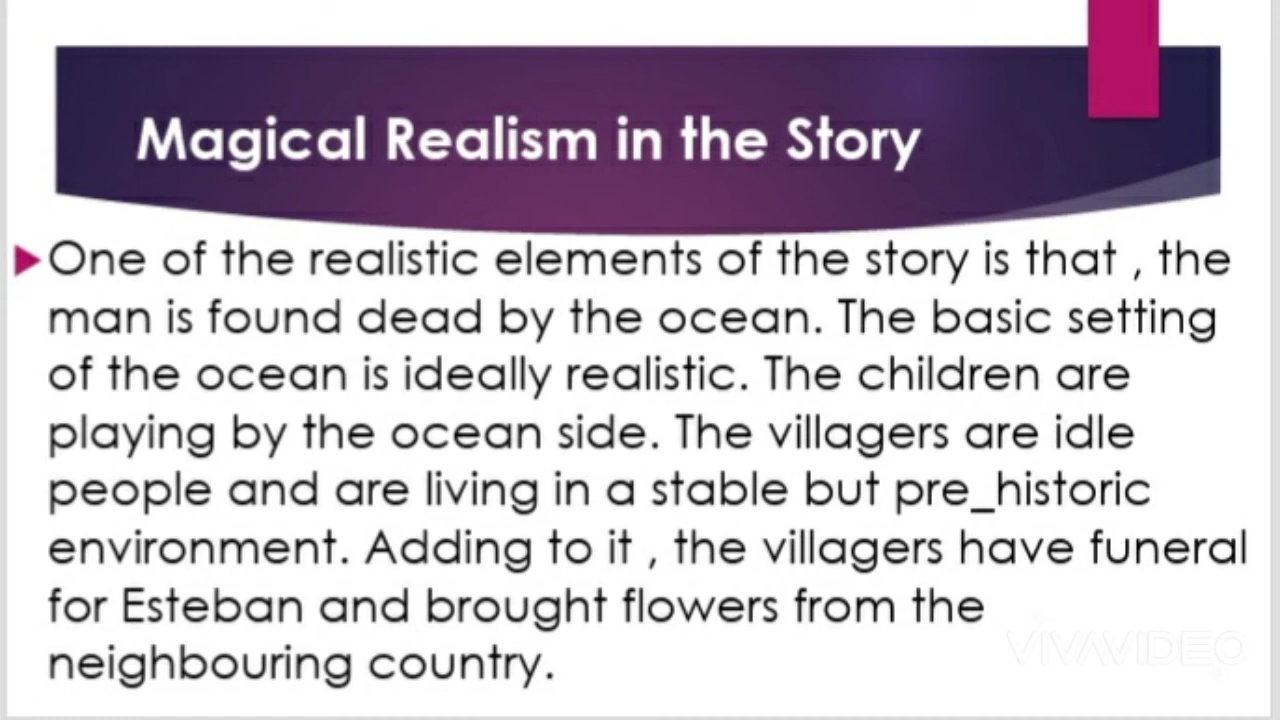 Magical Realism in the Story
One of the realistic elements of the story is that , the
man is found dead by the ocean. The basic setting
of the ocean is ideally realistic. The children are
playing by the ocean side. The villagers are idle
people and are living in a stable but pre_historic
environment. Adding to it , the villagers have funeral
for Esteban and brought flowers from the
neighbouring country.
VIVAVIDEO